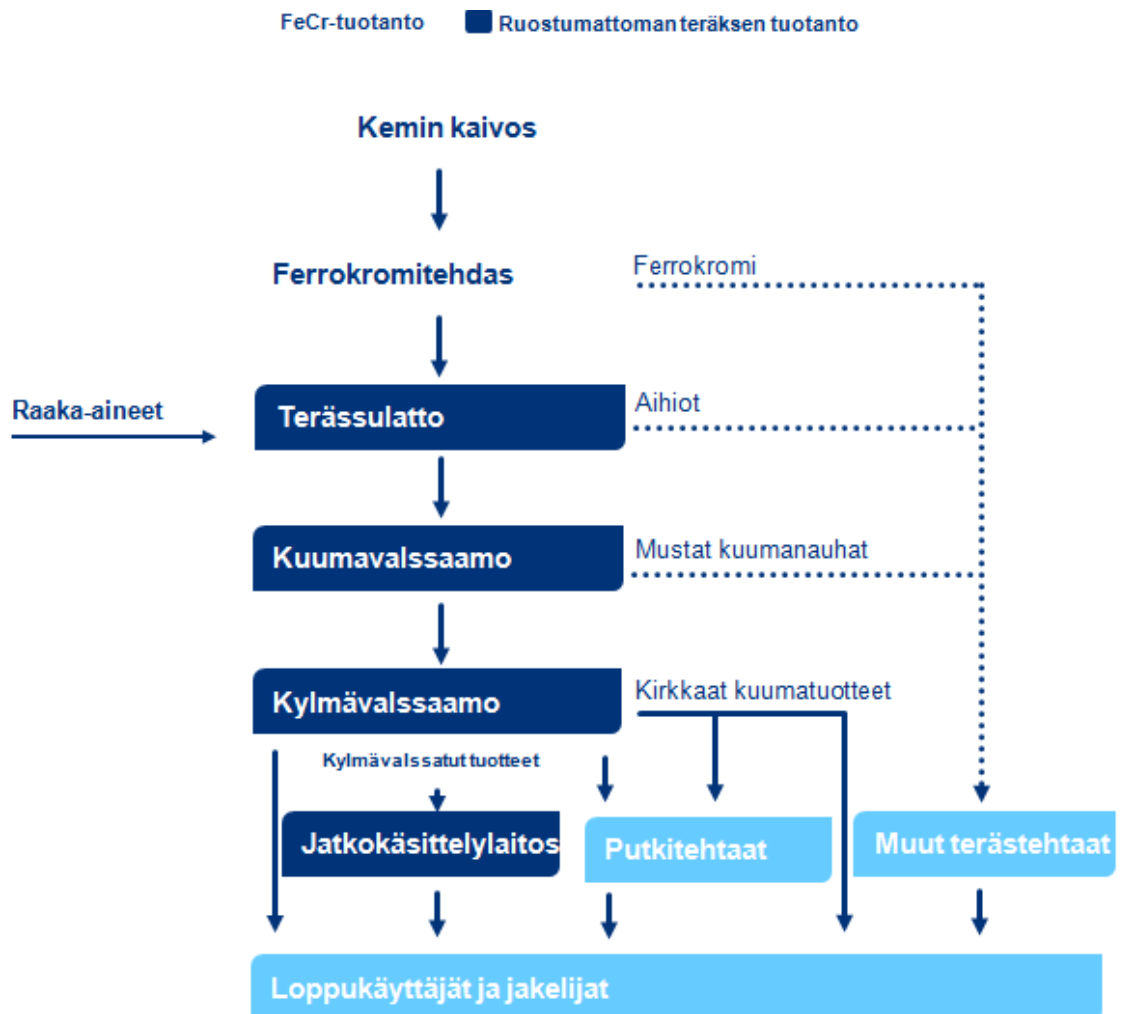 FeCr-tuotanto Ruostumattoman teräksen tuotanto
Kemin kaivos
Ferrokromitehdas
Ferrokromi
Raaka-aineet
Terässulatto
Aihiot
Kuumavalssaamo
Mustat kuumanauhat
Kylmävalssaamo
Kirkkaat kuumatuotteet
Kylmävalssatut tuotteet
Jatkokäsittelylaitos
Putkitehtaat
Muut terästehtaat
Loppukäyttäjät ja jakelijat